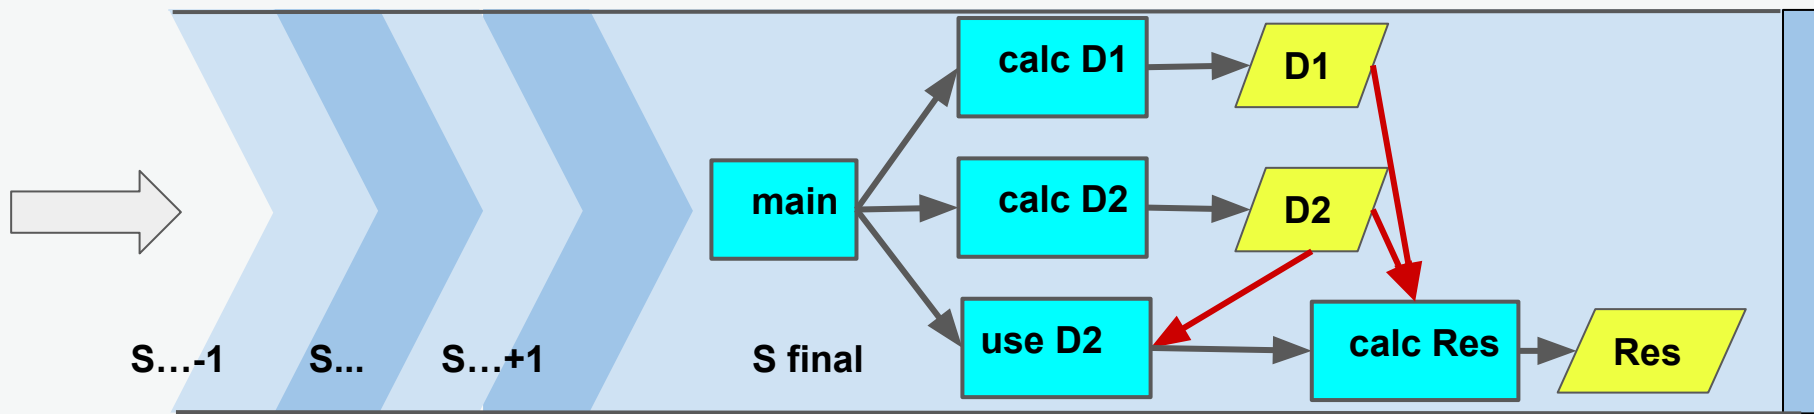 calc D1
D1
main
calc D2
D2
use D2
calc Res
Res
S...-1
S...
S...+1
S final